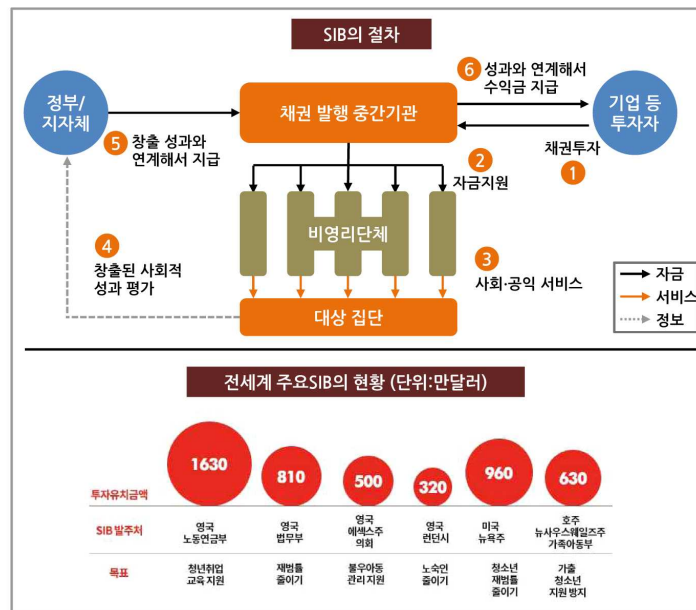 SIB의 절차
정부/
지자체
채권 발행 중간기관
기업 등
투자자
6 성과와 연계해서
수익금 지급
5 창출 성과와
연계해서 지급
채권투자
1
2
자금지원
비영리단체
4
창출된 사회적
성과 평가
3
사회·공익 서비스
대상 집단
자금
서비스
정보
전세계 주요SIB의 현황 (단위:만달러)
투자유치금액
1630
810
500
320
960
630
SIB 발주처
영국
노동연금부
영국
법무부
영국
에섹스주
의회
영국
런던시
미국
뉴욕주
호주
뉴사우스웨일즈주
가족아동부
목표
청년취업
교육 지원
재범률
줄이기
불우아동
관리 지원
노숙인
줄이기
청소년
재범률
줄이기
가출
청소년
지원 방지